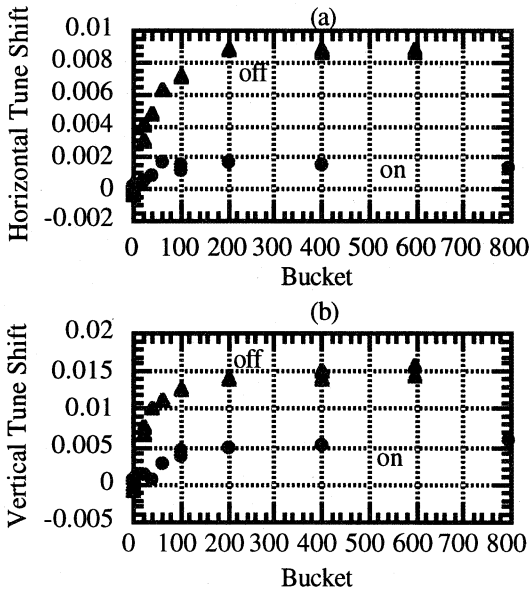 (a)
0.01
0.008
0.006
0.004
0.002
0
-0.002
Horizontal Tune Shift
off
on
0 100 200 300 400 500 600 700 800
Bucket
(b)
0.02
0.015
0.01
0.005
0
-0.005
Vertical Tune Shift
off
on
0 100 200 300 400 500 600 700 800
Bucket